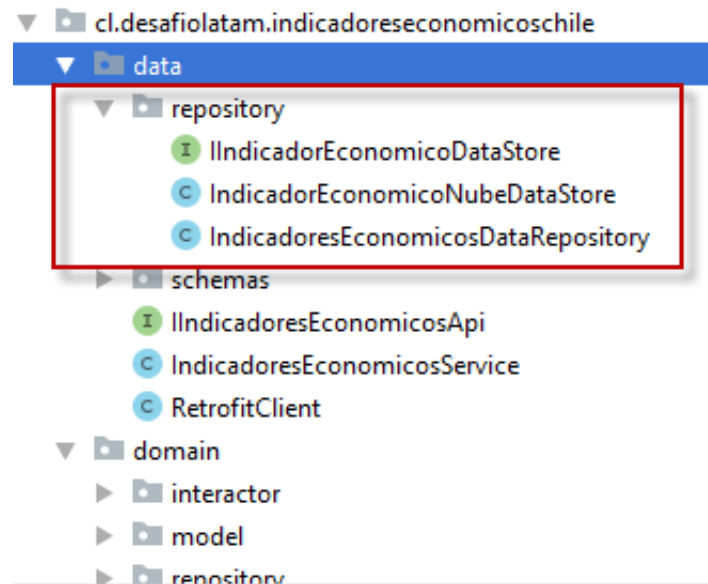 cl.desafiolatam.indicadoreseconomicoschile
data
repository
I IIndicadorEconomicoDataStore
C IndicadorEconomicoNubeDataStore
C IndicadoresEconomicosDataRepository
schemas
I IIndicadoresEconomicosApi
C IndicadoresEconomicosService
C RetrofitClient
domain
interactor
model
repository